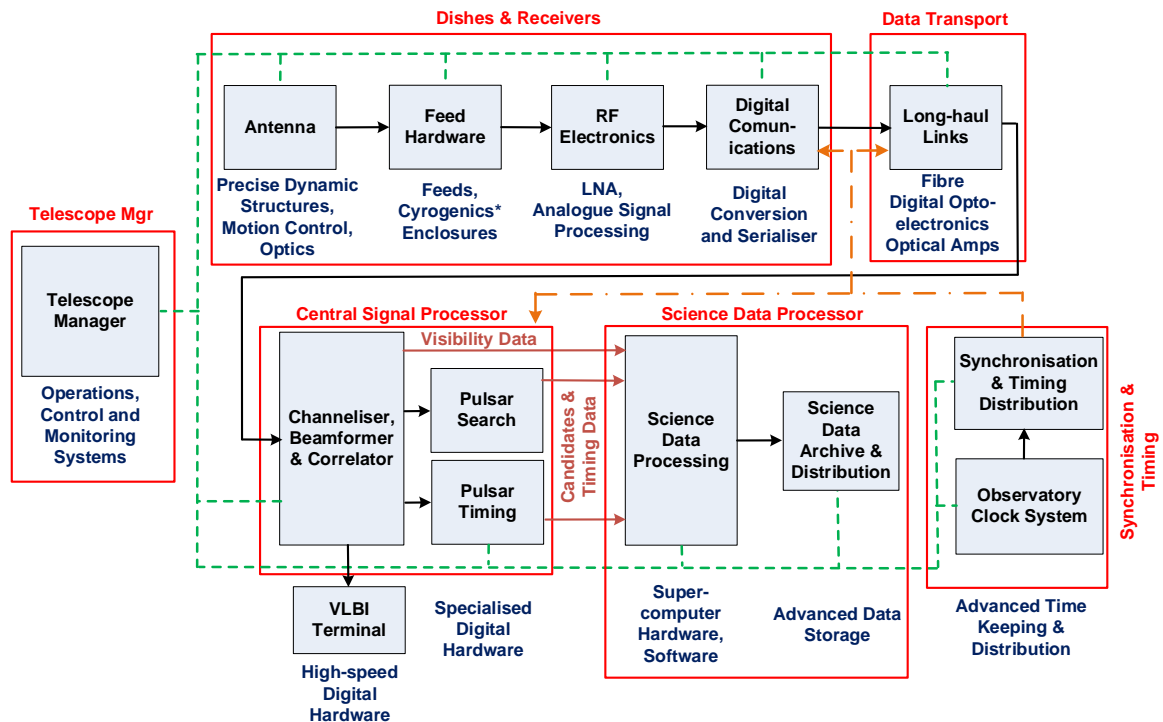 Dishes & Receivers
Data Transport
Antenna
Feed
Hardware
RF
Electronics
Digital
Comun-
ications
Long-haul
Links
Precise Dynamic
Structures,
Motion Control,
Optics
Feeds,
Cyrogenics*
Enclosures
LNA,
Analogue Signal
Processing
Digital
Conversion
and Serialiser
Fibre
Digital Opto-
electronics
Optical Amps
Telescope Mgr
Telescope
Manager
Operations,
Control and
Monitoring
Systems
Central Signal Processor
Visibility Data
Channeliser,
Beamformer
& Correlator
Pulsar
Search
Pulsar
Timing
Candidates &
Timing Data
VLBI
Terminal
High-speed
Digital
Hardware
Specialised
Digital
Hardware
Science Data Processor
Science
Data
Processing
Science
Data
Archive &
Distribution
Super-
computer
Hardware,
Software
Advanced Data
Storage
Synchronisation
& Timing
Distribution
Observatory
Clock System
Synchronisation &
Timing
Advanced Time
Keeping &
Distribution